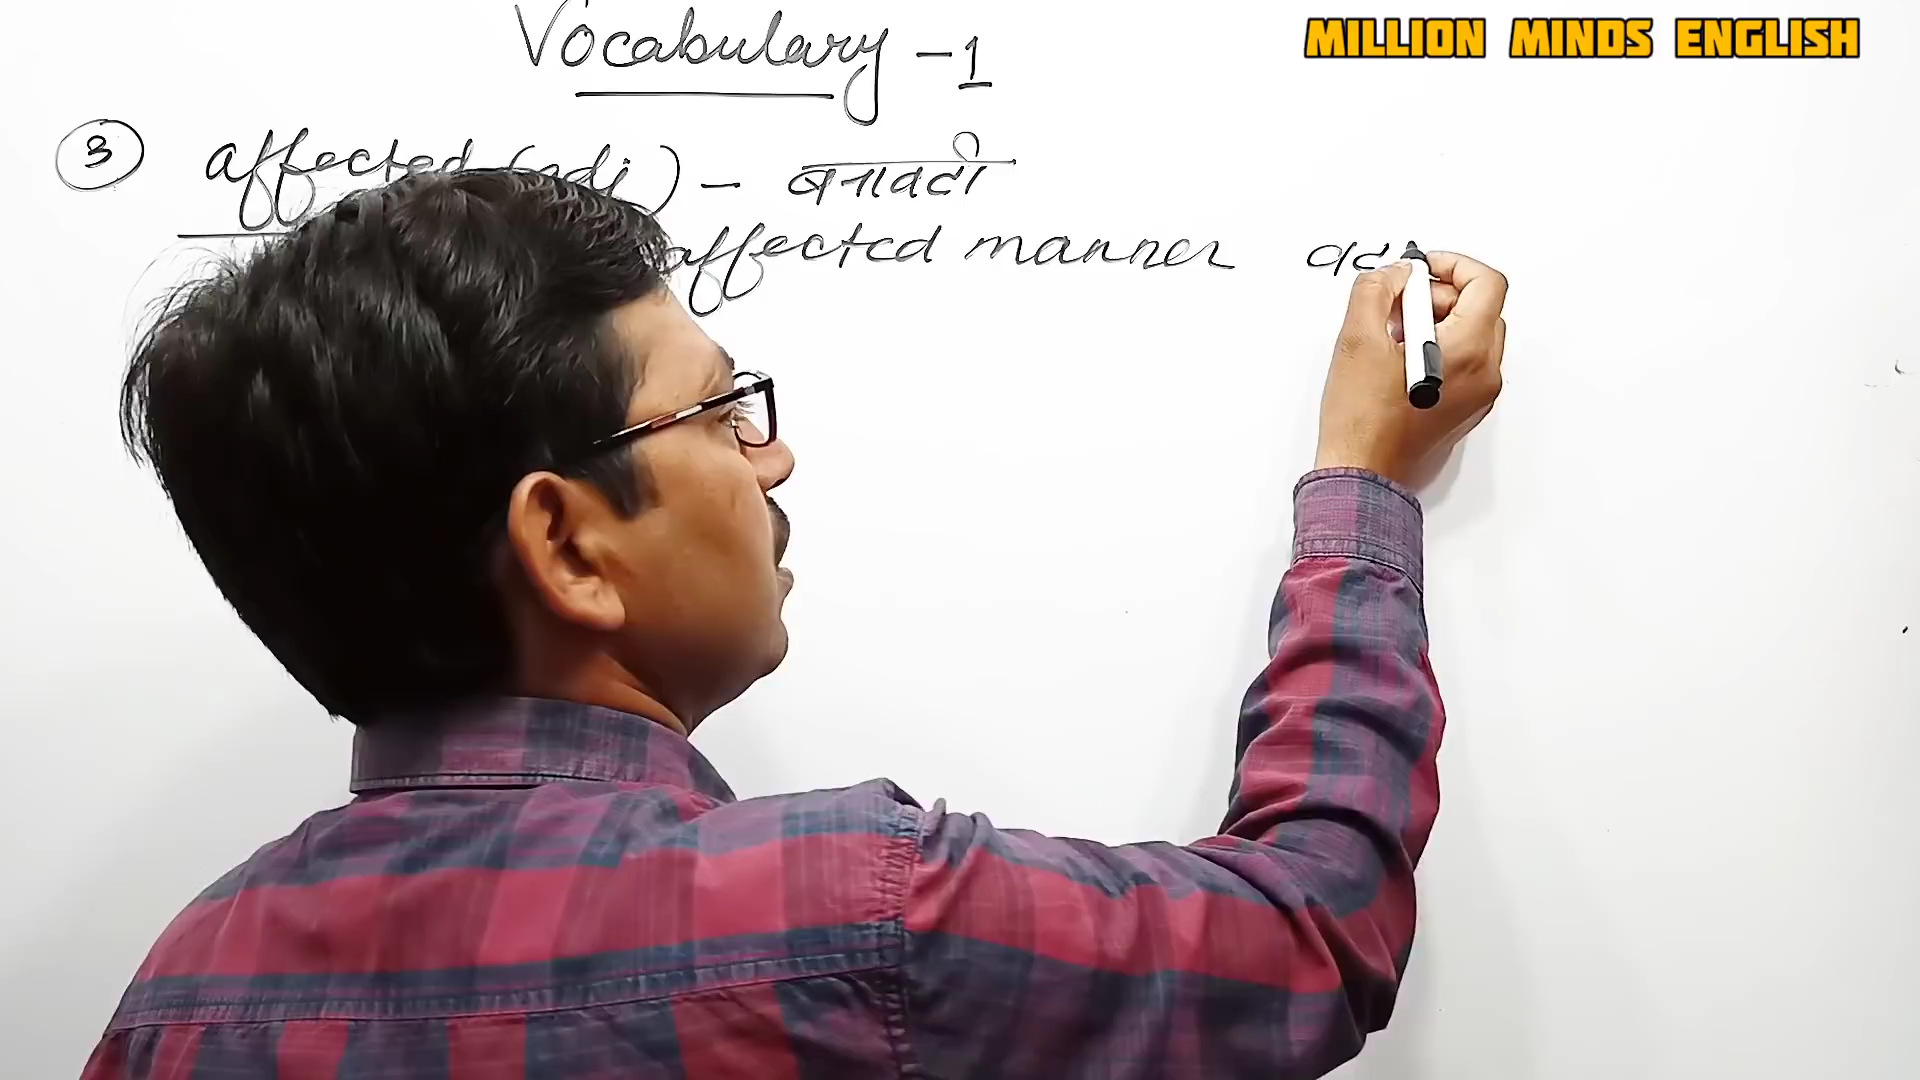 MILLION MINDS ENGLISH
Vocabulary - 1
3 affected (adj) - बनावटी
affected manner